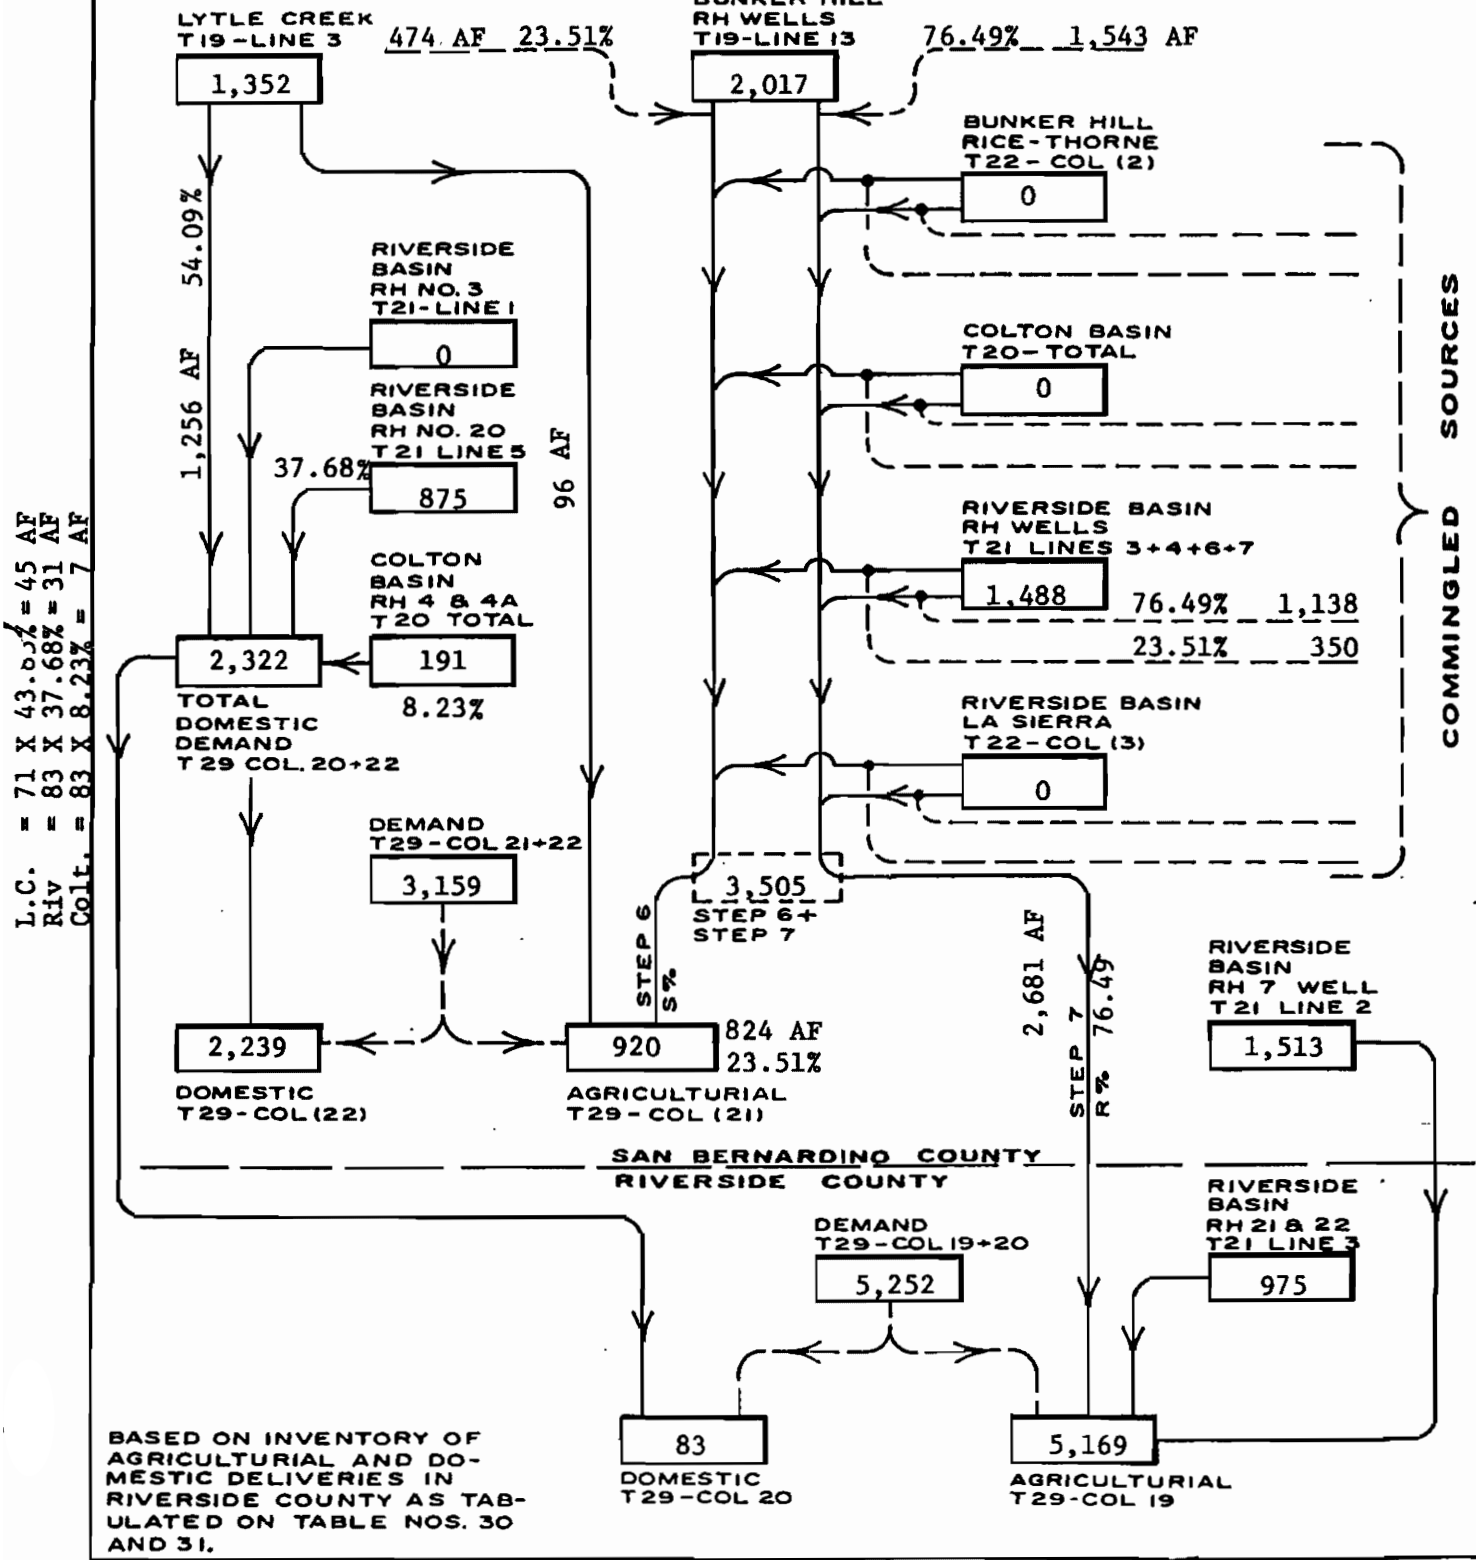 LYTLE CREEK
T19-LINE 3
1,352
474 AF 23.51%
BUNKER HILL
RH WELLS
T19-LINE 13
2,017
76.49% 1,543 AF
BUNKER HILL
RICE-THORNE
T22-COL (2)
0
54.09%
1,256 AF
RIVERSIDE
BASIN
RH NO. 3
T21-LINE 1
0
RIVERSIDE
BASIN
RH NO. 20
T21 LINE 5
37.68%
875
96 AF
COLTON BASIN
T20-TOTAL
0
COLTON
BASIN
RH 4 & 4A
T20 TOTAL
191
8.23%
2,322
TOTAL
DOMESTIC
DEMAND
T29 COL. 20+22
RIVERSIDE BASIN
RH WELLS
T21 LINES 3+4+6+7
1,488
76.49% 1,138
23.51% 350
RIVERSIDE BASIN
LA SIERRA
T22-COL (3)
0
COMMINGLED SOURCES
L.C. = 71 X % = 45 AF
Riv = 83 X 37.68% = 31 AF
Colt. = 83 X 8.23% = 7 AF
DEMAND
T29-COL 21+22
3,159
3,505
STEP 6+
STEP 7
STEP 6
S%
2,681 AF
STEP 7
R% 76.49
RIVERSIDE
BASIN
RH 7 WELL
T21 LINE 2
1,513
2,239
DOMESTIC
T29-COL (22)
920
824 AF
23.51%
AGRICULTURIAL
T29-COL (21)
SAN BERNARDINO COUNTY
RIVERSIDE COUNTY
RIVERSIDE
BASIN
RH 21 & 22
T21 LINE 3
975
DEMAND
T29-COL 19+20
5,252
83
DOMESTIC
T29-COL 20
5,169
AGRICULTURIAL
T29-COL 19
BASED ON INVENTORY OF
AGRICULTURIAL AND DO-
MESTIC DELIVERIES IN
RIVERSIDE COUNTY AS TAB-
ULATED ON TABLE NOS. 30
AND 31.